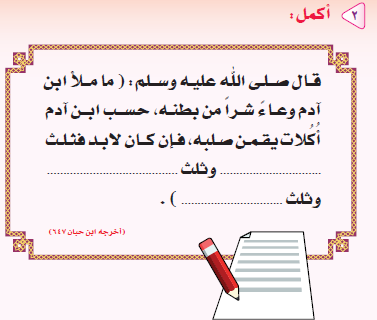 ٢ أكمل:
قال صلى الله عليه وسلم: ( ما ملأ ابن
آدم وعاءً شراً من بطنه، حسب ابن آدم
أُكُلات يقمن صلبه، فإن كان لابد فثلث
............................ وثلث ............................
وثلث ............................ ) .
(أخرجه ابن حبان ٦٤٧)